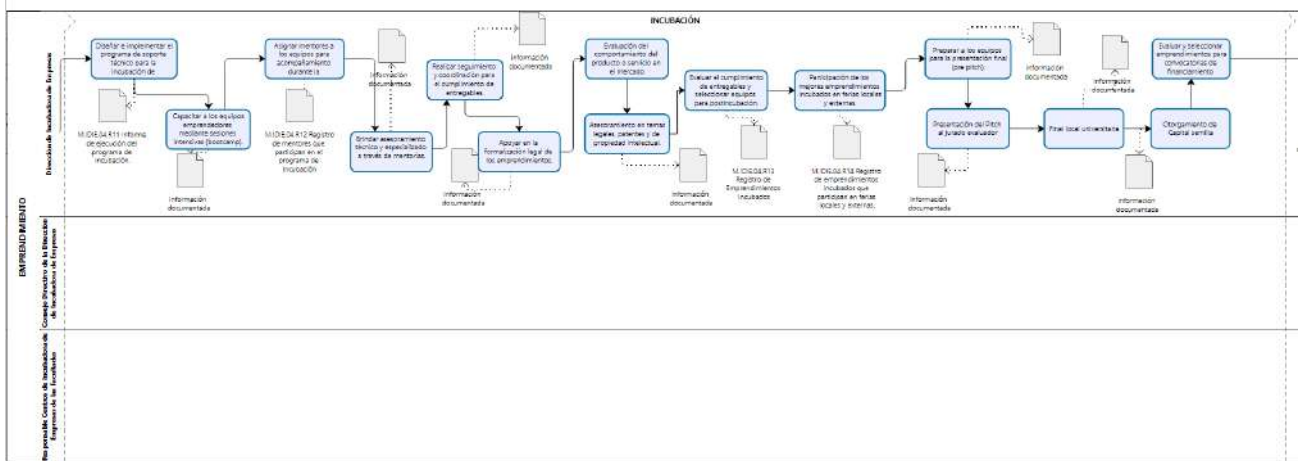 INCUBACIÓN
EMPRENDIMIENTO
Dirección de Incubadora de Empresas
Diseñar e implementar el
programa de soporte
técnico para la
incubación de
M.IDIE.04.R11 Informe
de ejecución del
programa de
incubación.
Capacitar a los equipos
emprendedores
mediante sesiones
intensivas (bootcamp).
Información
documentada
Asignar mentores a
los equipos para
acompañamiento
durante la
M.IDIE.04.R12 Registro
de mentores que
participan en el
programa de
Incubación
Información
documentada
Brindar asesoramiento
técnico y especializado
a través de mentorías.
Realizar seguimiento
y coordinación para
el cumplimiento de
entregables.
Información
documentada
Apoyar en la
formalización legal de
los emprendimientos.
Información
documentada
Evaluación del
comportamiento del
producto o servicio en
el mercado
Asesoramiento en temas
legales, patentes y de
propiedad intelectual.
Información
documentada
Evaluar el cumplimiento
de entregables y
seleccionar equipos
para postincubación.
M.IDIE.04.R13
Registro de
Emprendimientos
Incubados
Participación de los
mejores emprendimientos
incubados en ferias locales
y externas.
M.IDIE.04.R14 Registro
de emprendimientos
incubados que
participan en ferias
locales y externas.
Preparar a los equipos
para la presentación final
(pre pitch).
Información
documentada
Presentación del Pitch
al jurado evaluador
Información
documentada
Final local universitaria
Información
documentada
Información
documentada
Otorgamiento de
Capital semilla
Evaluar y seleccionar
emprendimientos para
convocatorias de
financiamiento
Consejo Directivo de la Dirección
de Incubadora de Empresas
Responsable Centros de Incubadora de
Empresas de las Facultades